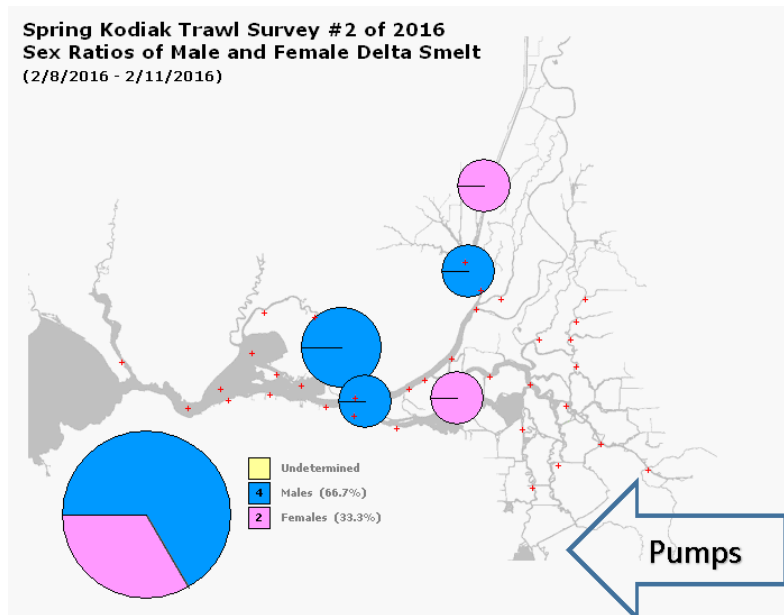 Spring Kodiak Trawl Survey #2 of 2016
Sex Ratios of Male and Female Delta Smelt
(2/8/2016 - 2/11/2016)
Undetermined
4 Males (66.7%)
2 Females (33.3%)
Pumps